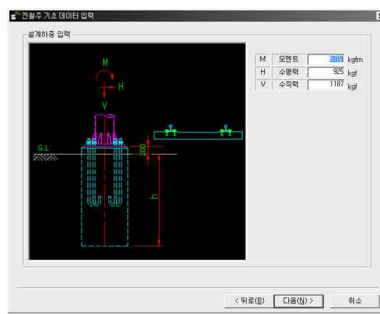 전철주 기초 데이터 입력
설계하중 입력
M 모멘트 kgfm
H 수평력 925 kgf
V 수직력 1187 kgf
M
H
V
G.L
200
h
< 뒤로(B)
다음(N) >
취소